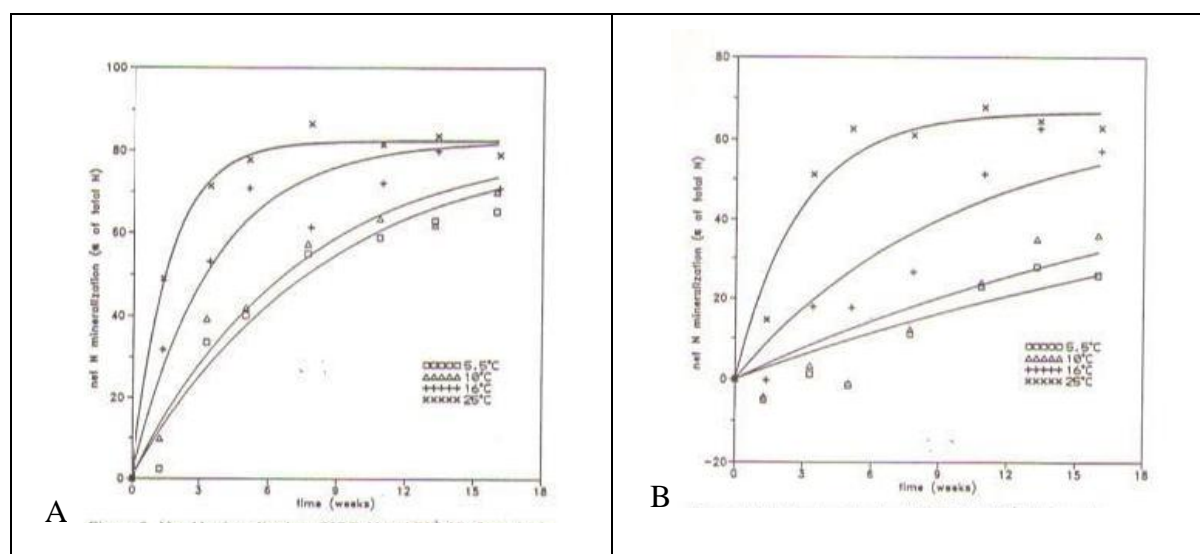 100
80
60
40
20
0
net N mineralization (% of total N)
□□□□□ 5.5°C
△△△△△ 10°C
+++++ 16°C
××××× 25°C
0 3 6 9 12 15 18
time (weeks)
A
80
60
40
20
0
-20
net N mineralization (% of total N)
□□□□□ 5.5°C
△△△△△ 10°C
+++++ 16°C
××××× 25°C
0 3 6 9 12 15 18
time (weeks)
B